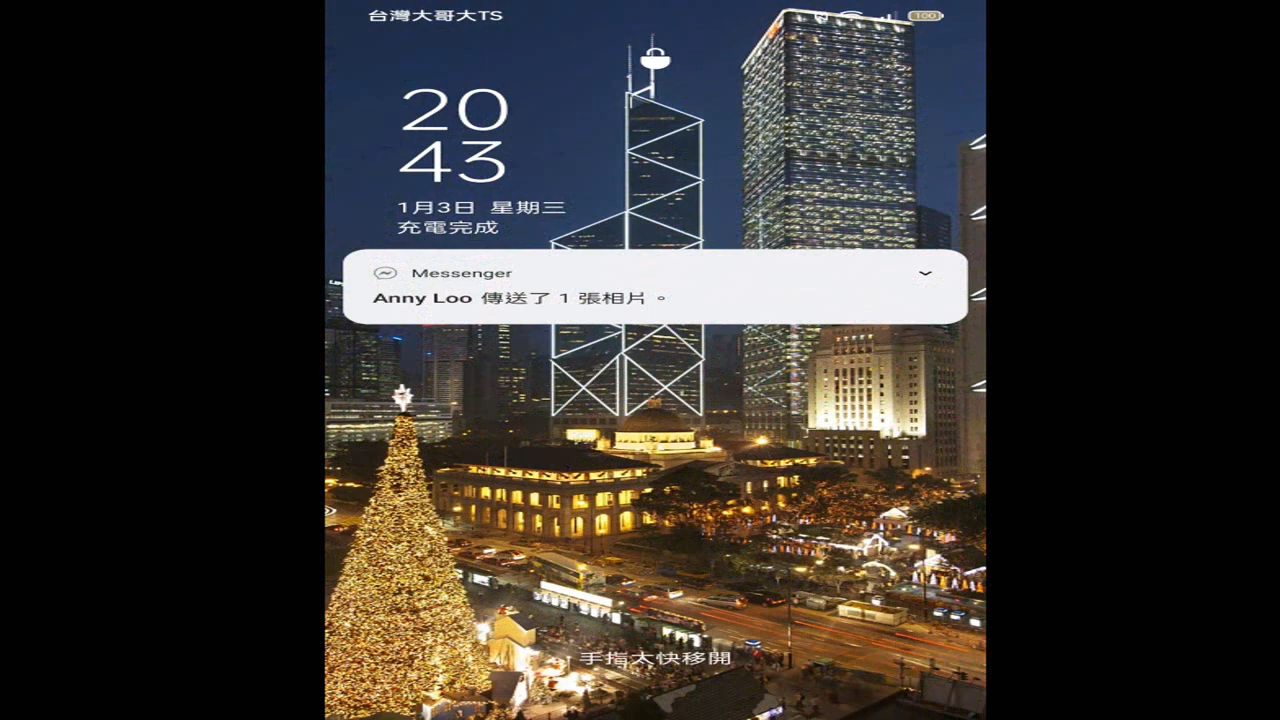 台灣大哥大TS
100
20
43
1月3日 星期三
充電完成
Messenger
Anny Loo 傳送了 1 張相片。
手指太快移開